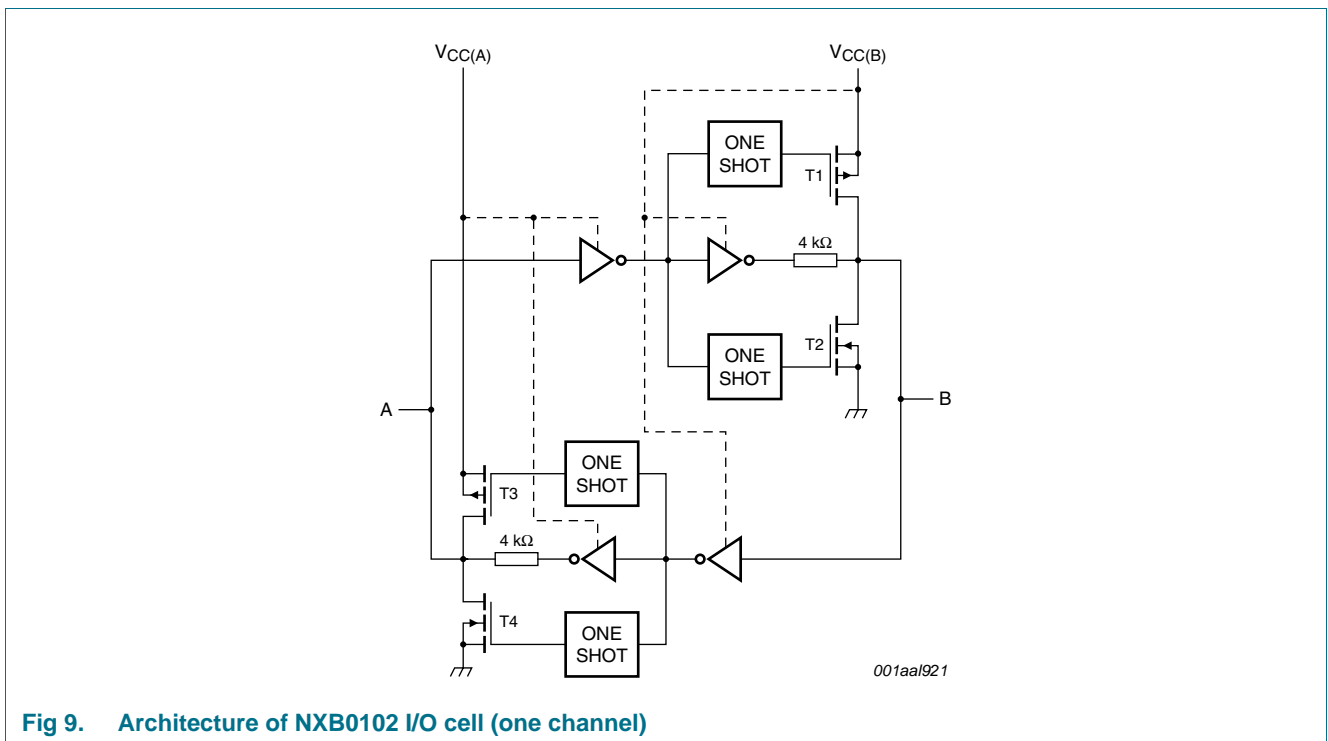 VCC(A)
VCC(B)
ONE
SHOT
T1
4 kΩ
ONE
SHOT
T2
A
B
ONE
SHOT
T3
4 kΩ
T4
ONE
SHOT
001aal921
Fig 9. Architecture of NXB0102 I/O cell (one channel)